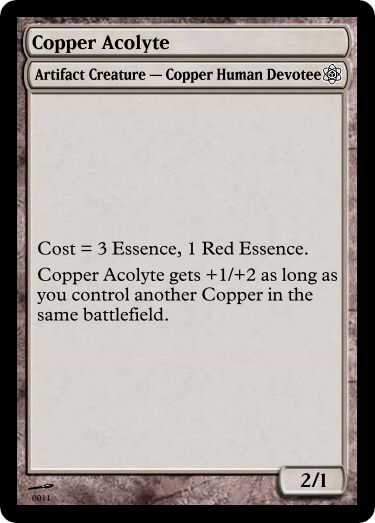 Copper Acolyte
Artifact Creature — Copper Human Devotee
Cost = 3 Essence, 1 Red Essence.
Copper Acolyte gets +1/+2 as long as
you control another Copper in the
same battlefield.
2/1
0011